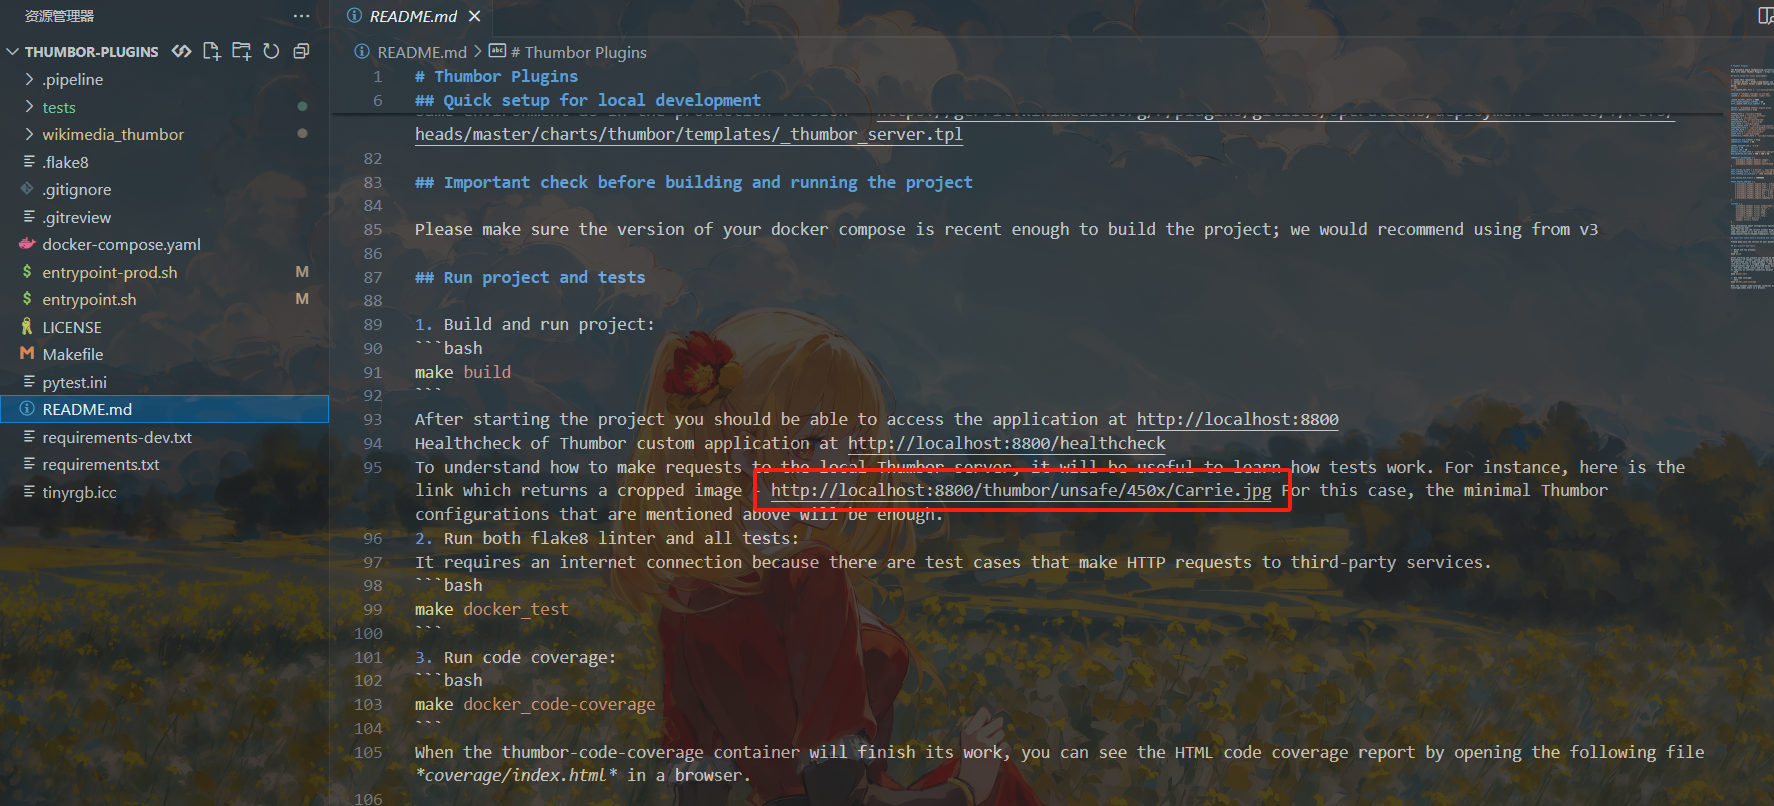 资源管理器 ···
README.md
THUMBOR-PLUGINS
README.md > # Thumbor Plugins
.pipeline
tests
wikimedia_thumbor
.flake8
.gitignore
.gitreview
docker-compose.yaml
entrypoint-prod.sh M
entrypoint.sh M
LICENSE
Makefile
pytest.ini
README.md
requirements-dev.txt
requirements.txt
tinyrgb.icc
1 # Thumbor Plugins
6 ## Quick setup for local development
heads/master/charts/thumbor/templates/_thumbor_server.tpl
82
83 ## Important check before building and running the project
84
85 Please make sure the version of your docker compose is recent enough to build the project; we would recommend using from v3
86
87 ## Run project and tests
88
89 1. Build and run project:
90 ```bash
91 make build
92 ```
93 After starting the project you should be able to access the application at http://localhost:8800
94 Healthcheck of Thumbor custom application at http://localhost:8800/healthcheck
95 To understand how to make requests to the local Thumbor server, it will be useful to learn how tests work. For instance, here is the
link which returns a cropped image - http://localhost:8800/thumbor/unsafe/450x/Carrie.jpg For this case, the minimal Thumbor
configurations that are mentioned above will be enough.
96 2. Run both flake8 linter and all tests:
97 It requires an internet connection because there are test cases that make HTTP requests to third-party services.
98 ```bash
99 make docker_test
100 ```
101 3. Run code coverage:
102 ```bash
103 make docker_code-coverage
104 ```
105 When the thumbor-code-coverage container will finish its work, you can see the HTML code coverage report by opening the following file
*coverage/index.html* in a browser.
106